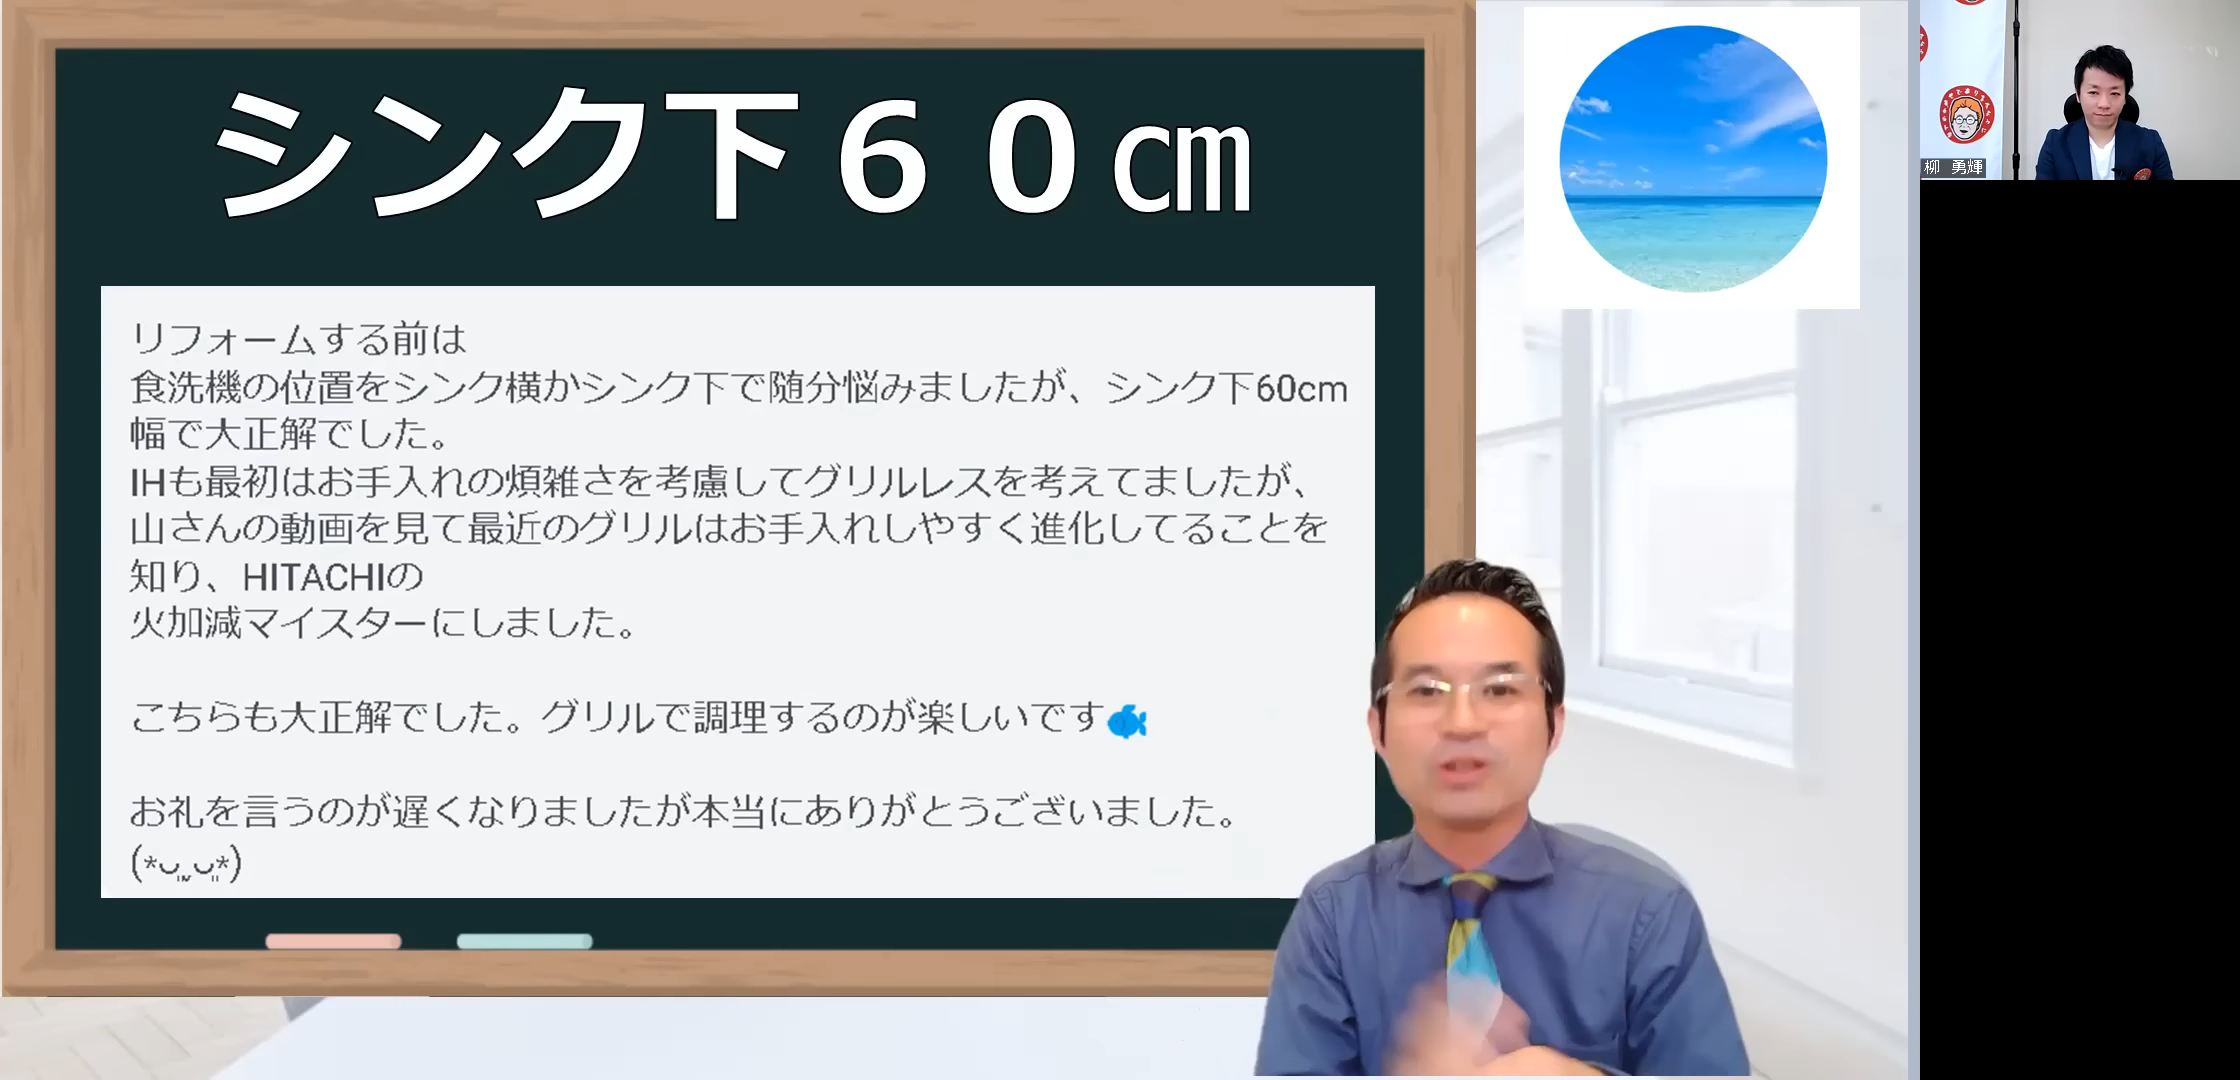 シンク下６０㎝
リフォームする前は
食洗機の位置をシンク横かシンク下で随分悩みましたが、シンク下60cm
幅で大正解でした。
IHも最初はお手入れの煩雑さを考慮してグリルレスを考えてましたが、
山さんの動画を見て最近のグリルはお手入れしやすく進化してることを
知り、HITACHIの
火加減マイスターにしました。
こちらも大正解でした。グリルで調理するのが楽しいです🐟
お礼を言うのが遅くなりましたが本当にありがとうございました。
(*ᴗ͈ˬᴗ͈*)
柳 勇輝